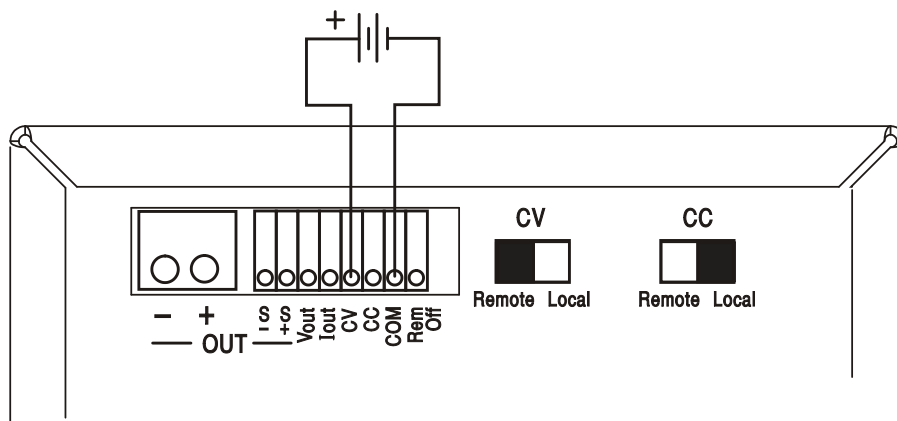 +
CV
CC
Remote Local
Remote Local
- +
OUT
S -
S +
Vout
Iout
CV
CC
COM
Rem Off